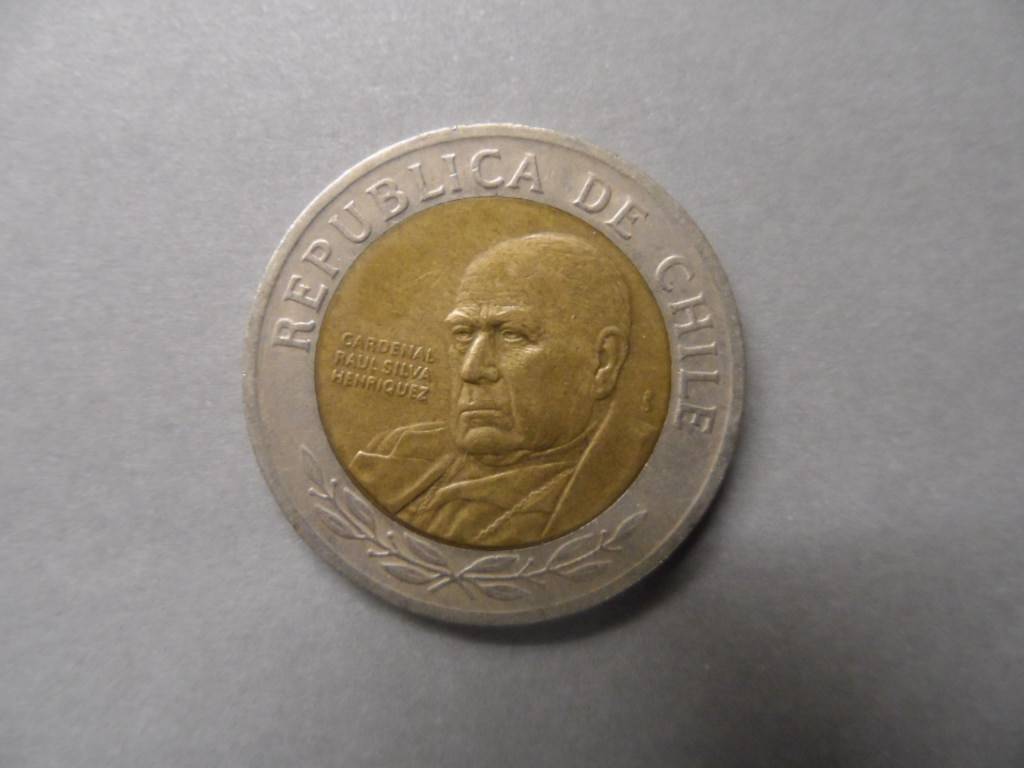 REPUBLICA DE CHILE
CARDENAL
RAUL SILVA
HENRIQUEZ